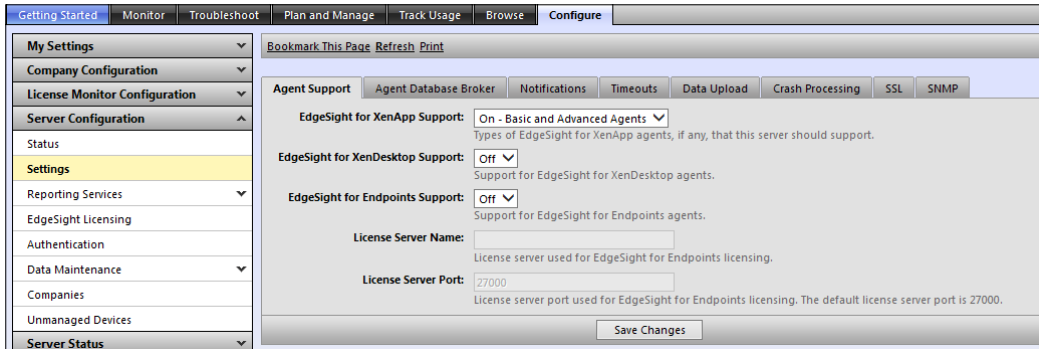 Getting Started Monitor Troubleshoot Plan and Manage Track Usage Browse Configure
My Settings
Company Configuration
License Monitor Configuration
Server Configuration
Status
Settings
Reporting Services
EdgeSight Licensing
Authentication
Data Maintenance
Companies
Unmanaged Devices
Server Status
Bookmark This Page Refresh Print
Agent Support Agent Database Broker Notifications Timeouts Data Upload Crash Processing SSL SNMP
EdgeSight for XenApp Support: On - Basic and Advanced Agents
Types of EdgeSight for XenApp agents, if any, that this server should support.
EdgeSight for XenDesktop Support: Off
Support for EdgeSight for XenDesktop agents.
EdgeSight for Endpoints Support: Off
Support for EdgeSight for Endpoints agents.
License Server Name:
License server used for EdgeSight for Endpoints licensing.
License Server Port: 27000
License server port used for EdgeSight for Endpoints licensing. The default license server port is 27000.
Save Changes